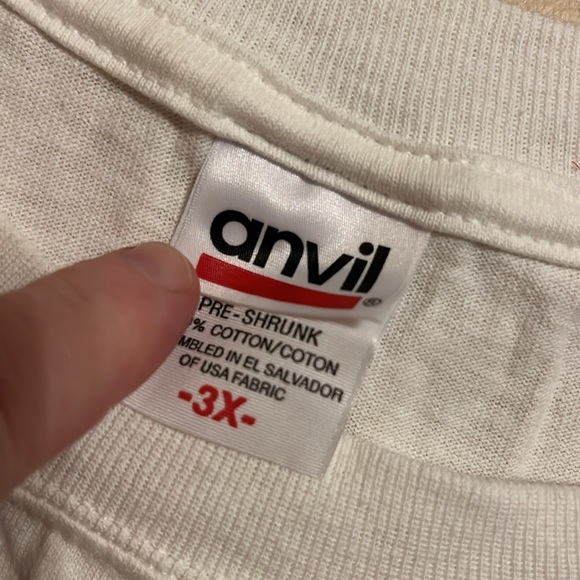 anvil
®
PRE-SHRUNK
% COTTON/COTON
MBLED IN EL SALVADOR
OF USA FABRIC
-3X-